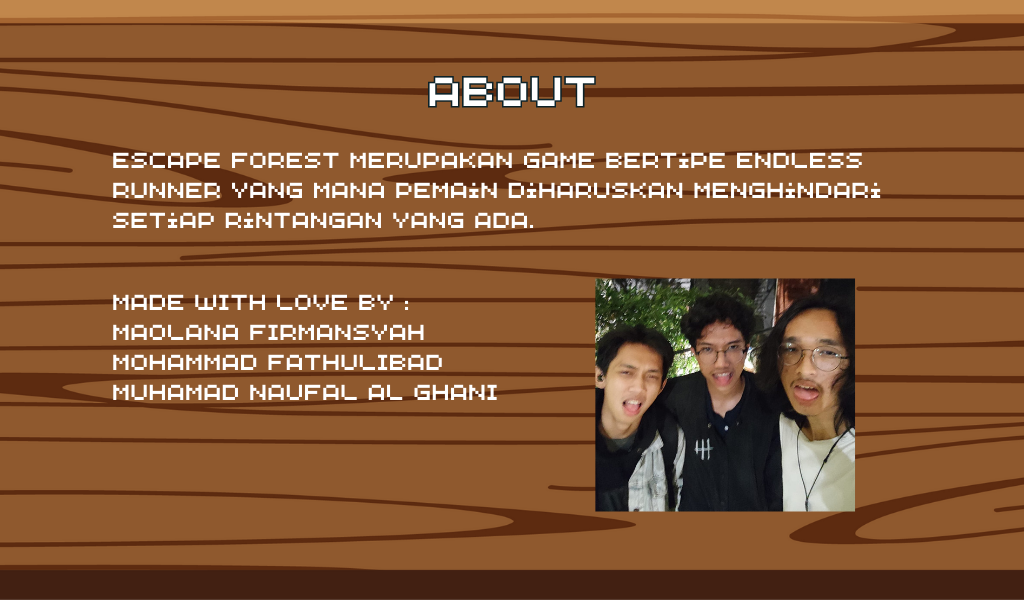 ABOUT
ESCAPE FOREST MERUPAKAN GAME BERTiPE ENDLESS
RUNNER YANG MANA PEMAiN DiHARUSKAN MENGHiNDARi
SETiAP RiNTANGAN YANG ADA.
MADE WITH LOVE BY :
MAOLANA FIRMANSYAH
MOHAMMAD FATHULIBAD
MUHAMAD NAUFAL AL GHANI